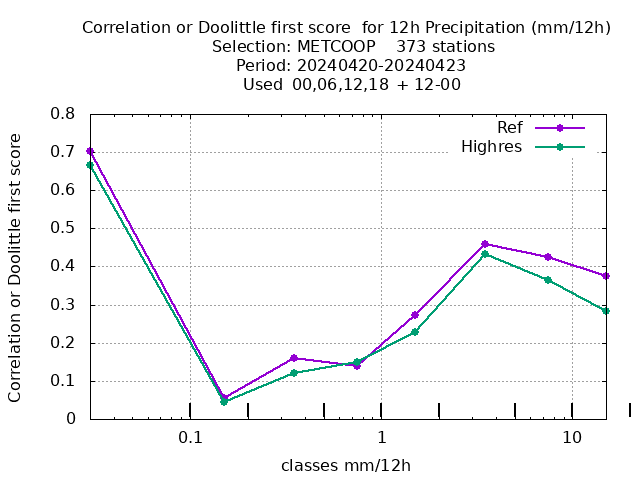 Correlation or Doolittle first score  for 12h Precipitation (mm/12h)
Selection: METCOOP    373 stations
Period: 20240420-20240423
Used  00,06,12,18 + 12-00
Ref
Highres
Correlation or Doolittle first score
0.8
0.7
0.6
0.5
0.4
0.3
0.2
0.1
0
0.1 1 10
classes mm/12h